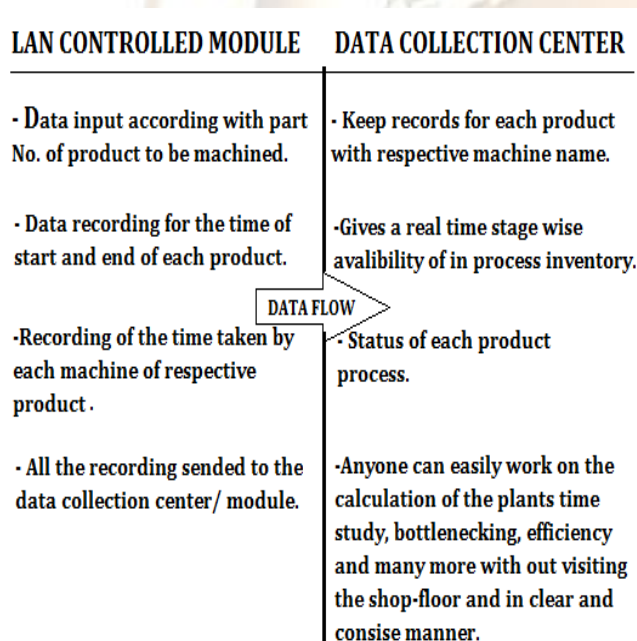 LAN CONTROLLED MODULE
- Data input according with part
No. of product to be machined.
- Data recording for the time of
start and end of each product.
-Recording of the time taken by
each machine of respective
product .
- All the recording sended to the
data collection center/ module.
DATA FLOW
DATA COLLECTION CENTER
- Keep records for each product
with respective machine name.
-Gives a real time stage wise
avalibility of in process inventory.
- Status of each product
process.
-Anyone can easily work on the
calculation of the plants time
study, bottlenecking, efficiency
and many more with out visiting
the shop-floor and in clear and
consise manner.